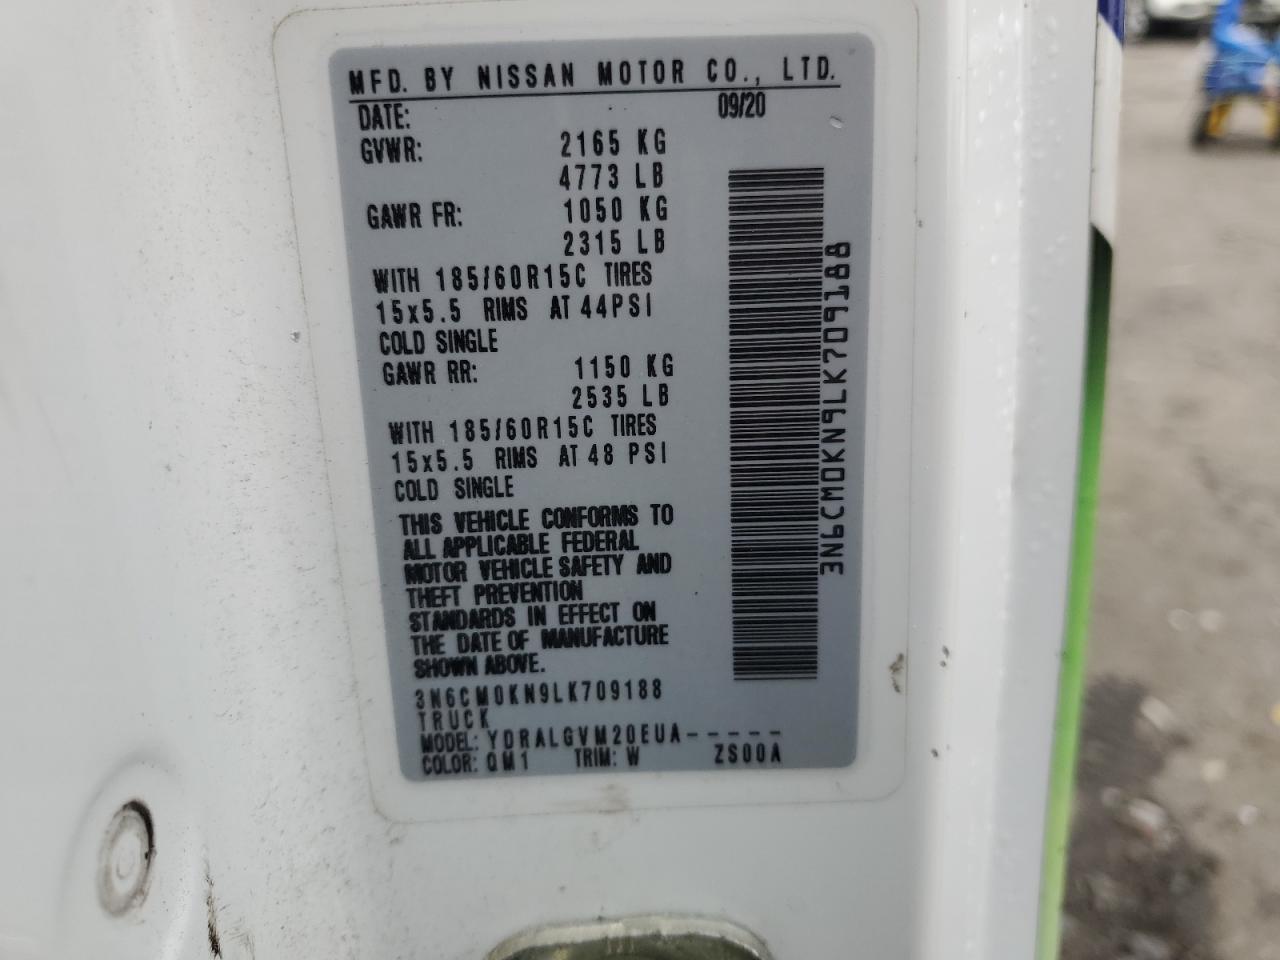 MFD. BY NISSAN MOTOR CO., LTD.
DATE: 09/20
GVWR: 2165 KG
4773 LB
GAWR FR: 1050 KG
2315 LB
WITH 185/60R15C TIRES
15x5.5 RIMS AT 44PSI
COLD SINGLE
GAWR RR: 1150 KG
2535 LB
WITH 185/60R15C TIRES
15x5.5 RIMS AT 48 PSI
COLD SINGLE
THIS VEHICLE CONFORMS TO
ALL APPLICABLE FEDERAL
MOTOR VEHICLE SAFETY AND
THEFT PREVENTION
STANDARDS IN EFFECT ON
THE DATE OF MANUFACTURE
SHOWN ABOVE.
3N6CM0KN9LK709188
TRUCK
MODEL: YDRALGVM20EUA-----
COLOR: QM1 TRIM: W ZS00A
3N6CM0KN9LK709188